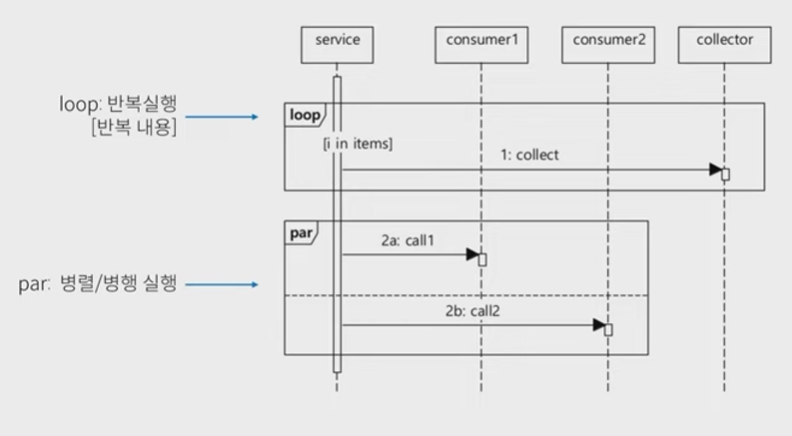 service
consumer1
consumer2
collector
loop: 반복실행
[반복 내용]
loop
[i in items]
1: collect
par
2a: call1
par: 병렬/병행 실행
2b: call2